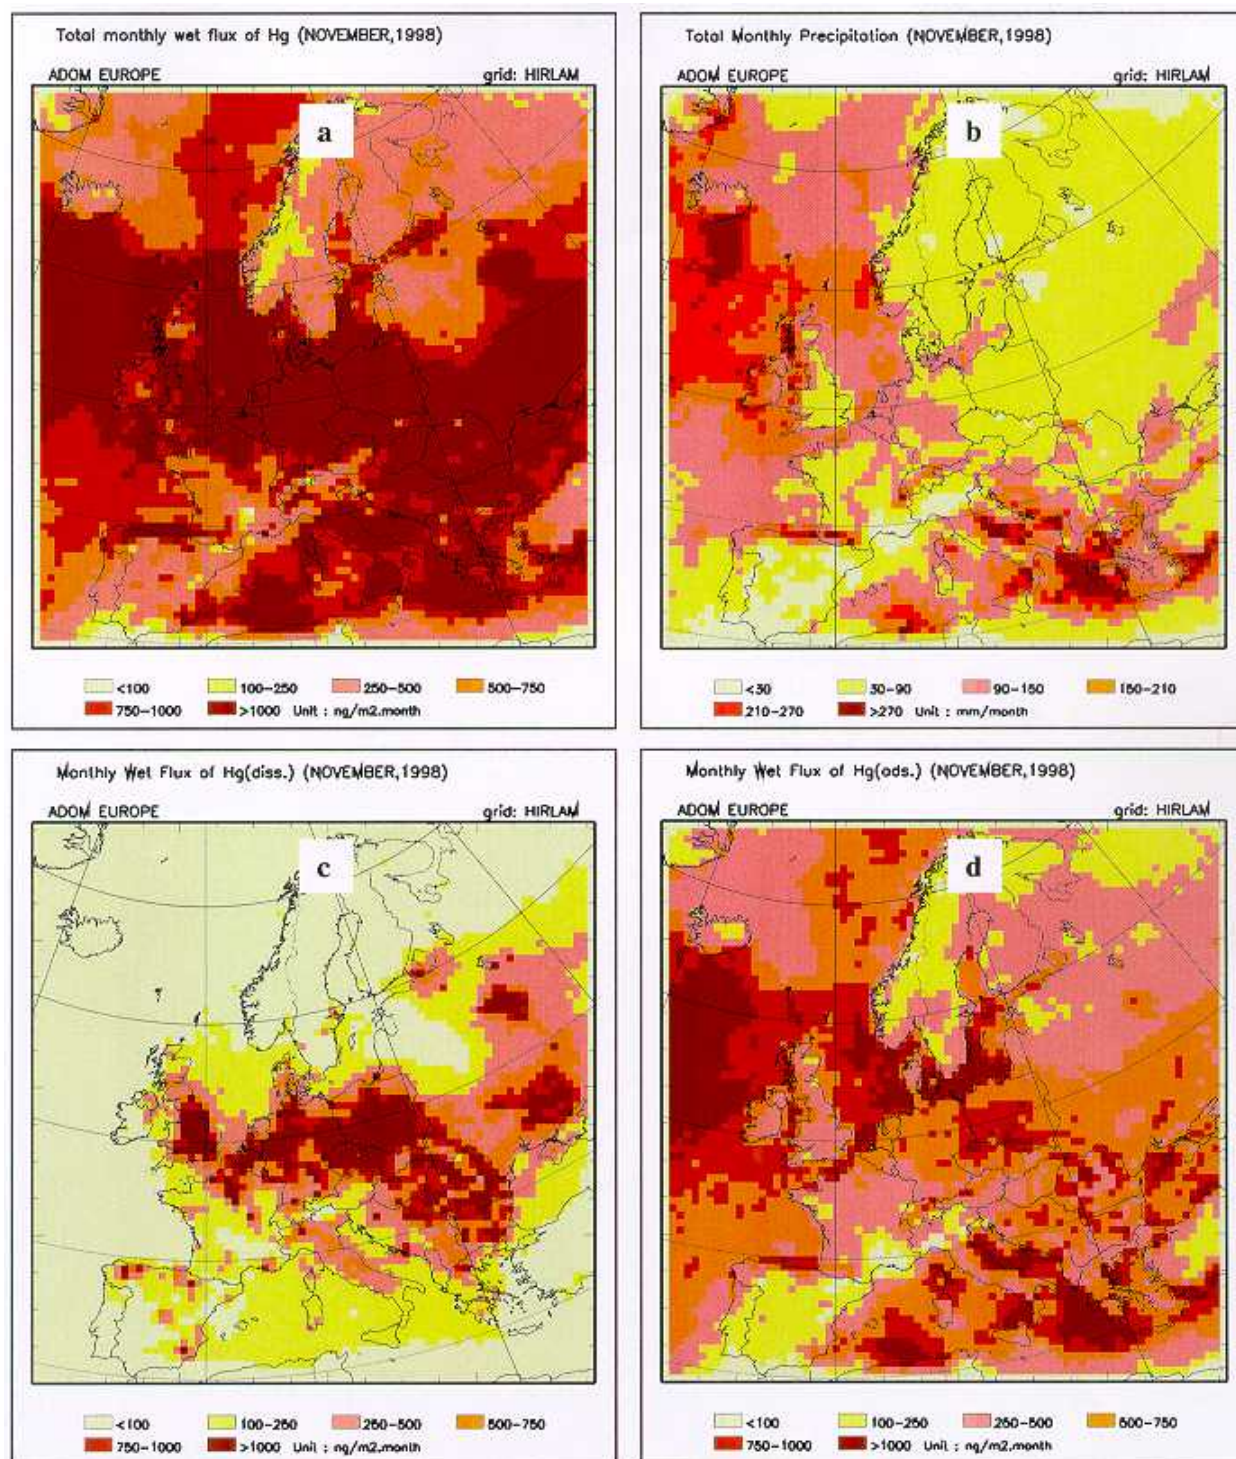 Total monthly wet flux of Hg (NOVEMBER,1998)
ADOM EUROPE grid: HIRLAM
a
<100 100-250 250-500 500-750
750-1000 >1000 Unit : ng/m2.month
Total Monthly Precipitation (NOVEMBER,1998)
ADOM EUROPE grid: HIRLAM
b
<30 30-90 90-150 150-210
210-270 >270 Unit : mm/month
Monthly Wet Flux of Hg(diss.) (NOVEMBER,1998)
ADOM EUROPE grid: HIRLAM
c
<100 100-250 250-500 500-750
750-1000 >1000 Unit : ng/m2.month
Monthly Wet Flux of Hg(ads.) (NOVEMBER,1998)
ADOM EUROPE grid: HIRLAM
d
<100 100-250 250-500 500-750
750-1000 >1000 Unit : ng/m2.month